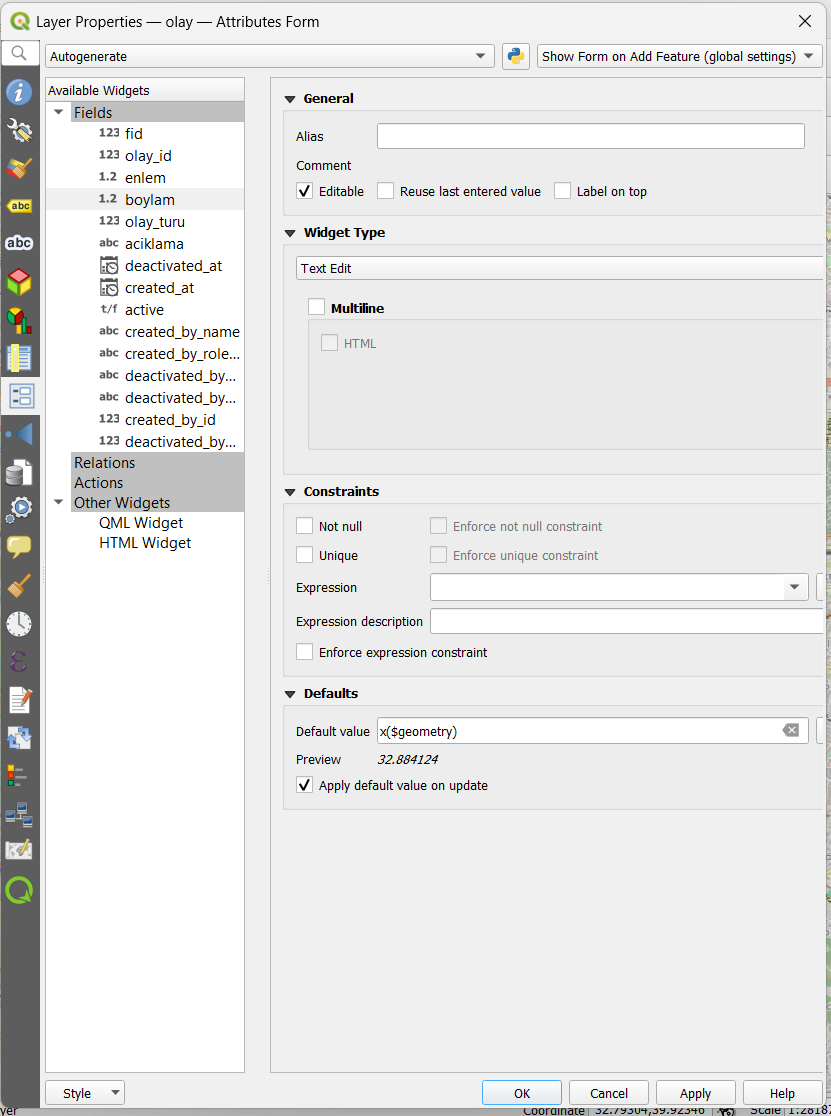 Layer Properties — olay — Attributes Form
Autogenerate
Show Form on Add Feature (global settings)
Available Widgets
Fields
123 fid
123 olay_id
1.2 enlem
1.2 boylam
123 olay_turu
abc aciklama
deactivated_at
created_at
t/f active
abc created_by_name
abc created_by_role...
abc deactivated_by...
abc deactivated_by...
123 created_by_id
123 deactivated_by...
Relations
Actions
Other Widgets
QML Widget
HTML Widget
abc
abc
General
Alias
Comment
Editable Reuse last entered value Label on top
Widget Type
Text Edit
Multiline
HTML
Constraints
Not null Enforce not null constraint
Unique Enforce unique constraint
Expression
Expression description
Enforce expression constraint
Defaults
Default value x($geometry)
Preview 32.884124
Apply default value on update
Style OK Cancel Apply Help
yer Coordinate 32.79304,39.92346 Scale 1:28187